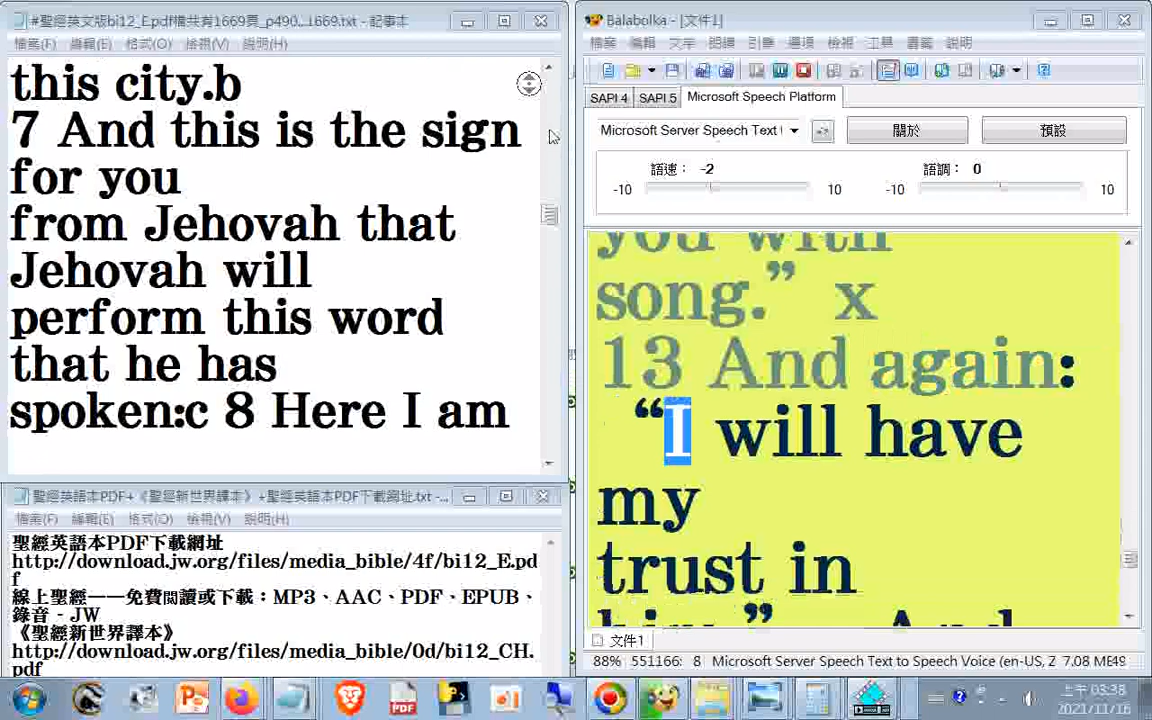 #聖經英文版bi12_E.pdf檔共有1669頁_p490...1669.txt - 記事本
檔案(F) 編輯(E) 格式(O) 檢視(V) 說明(H)
this city.b
7 And this is the sign
for you
from Jehovah that
Jehovah will
perform this word
that he has
spoken:c 8 Here I am
聖經英語本PDF+《聖經新世界譯本》+聖經英語本PDF下載網址.txt - ...
檔案(F) 編輯(E) 格式(O) 檢視(V) 說明(H)
聖經英語本PDF下載網址
http://download.jw.org/files/media_bible/4f/bi12_E.pd
f
線上聖經——免費閱讀或下載：MP3、AAC、PDF、EPUB、
錄音 - JW
《聖經新世界譯本》
http://download.jw.org/files/media_bible/0d/bi12_CH.
pdf
Balabolka - [文件1]
檔案 編輯 文字 朗讀 引擎 選項 檢視 工具 書籤 說明
SAPI 4 SAPI 5 Microsoft Speech Platform
Microsoft Server Speech Text 關於 預設
語速： -2 語調： 0
-10 10 -10 10
you with
song.” x
13 And again:
“I will have
my
trust in
him.” And
文件1
88% 551166: 8 Microsoft Server Speech Text to Speech Voice (en-US, Z 7.08 ME
上午 03:38
2021/11/16